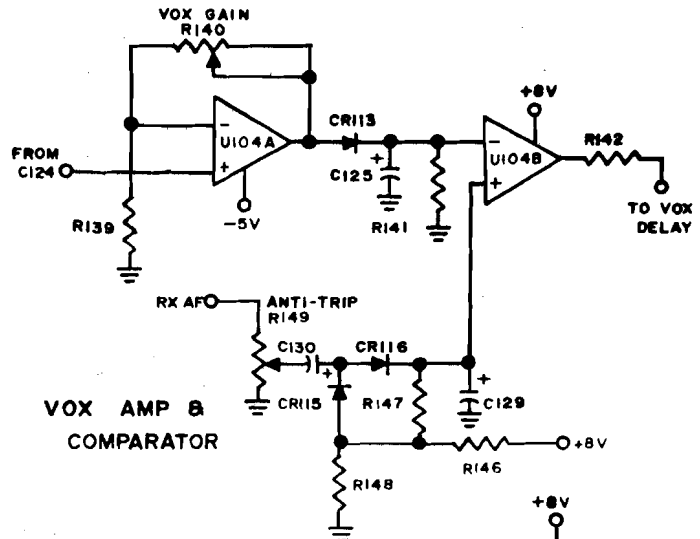 VOX GAIN
R140
+8V
CR113
−
U104A
+
−5V
FROM
C124
R139
+
C125
R141
−
U104B
+
R142
TO VOX
DELAY
RX AF
ANTI-TRIP
R149
C130
+
CR116
CR115
R147
+
C129
VOX AMP &
COMPARATOR
R146
+8V
R148
+8V